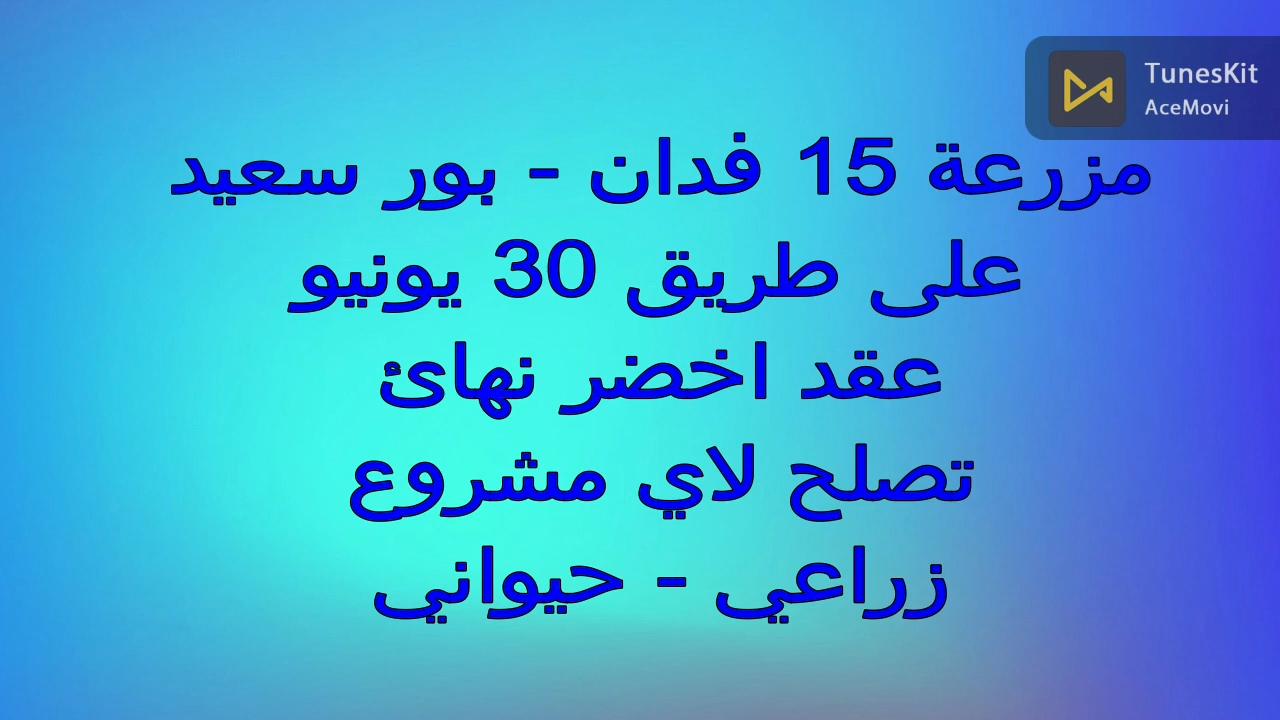 TunesKit
AceMovi
مزرعة 15 فدان - بور سعيد
على طريق 30 يونيو
عقد اخضر نهائ
تصلح لاي مشروع
زراعي - حيواني